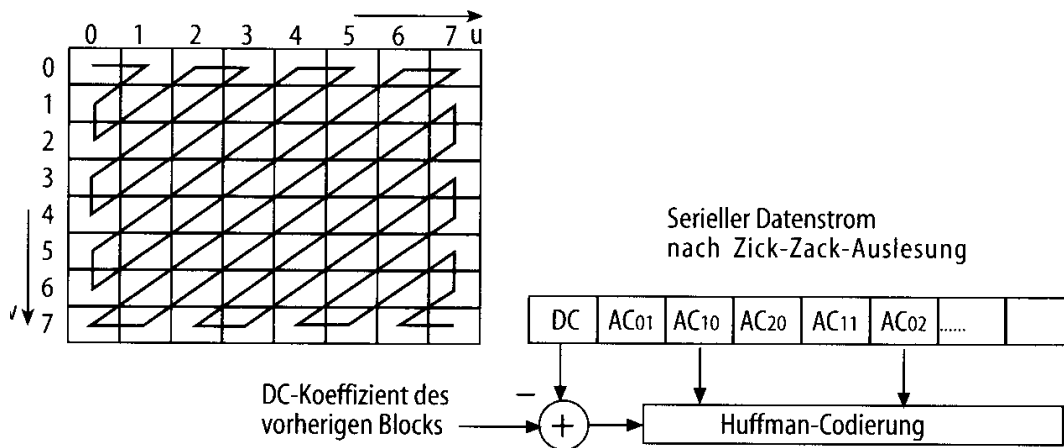 0 1 2 3 4 5 6 7 u
0
1
2
3
4
5
6
7
v
Serieller Datenstrom
nach Zick-Zack-Auslesung
DC AC01 AC10 AC20 AC11 AC02 ......
DC-Koeffizient des
vorherigen Blocks
−
+
Huffman-Codierung